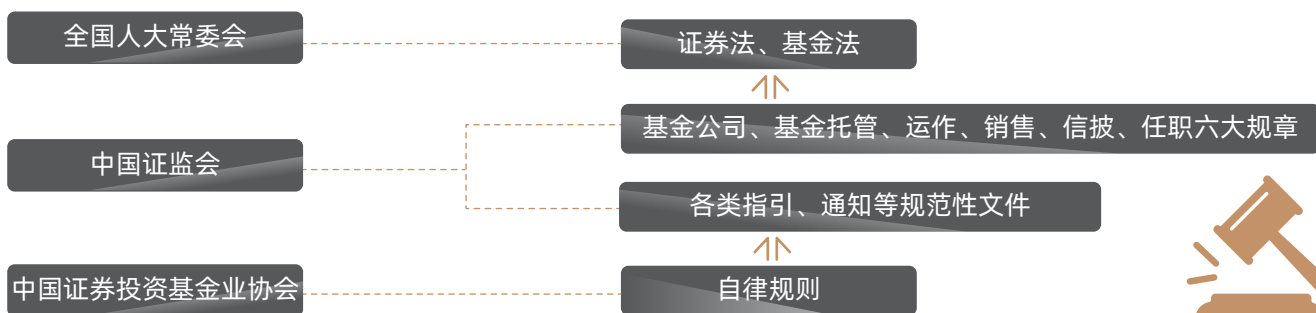 全国人大常委会
证券法、基金法
基金公司、基金托管、运作、销售、信披、任职六大规章
中国证监会
各类指引、通知等规范性文件
中国证券投资基金业协会
自律规则